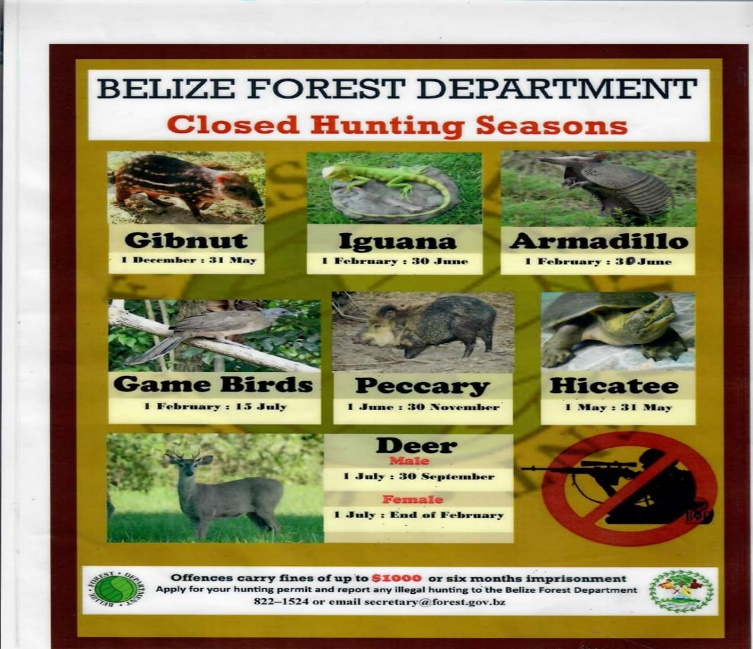 BELIZE FOREST DEPARTMENT
Closed Hunting Seasons
Gibnut
1 December : 31 May
Iguana
1 February : 30 June
Armadillo
1 February : 30 June
Game Birds
1 February : 15 July
Peccary
1 June : 30 November
Hicatee
1 May : 31 May
Deer
Male
1 July : 30 September
Female
1 July : End of February
Offences carry fines of up to $1000 or six months imprisonment
Apply for your hunting permit and report any illegal hunting to the Belize Forest Department
822–1524 or email secretary@forest.gov.bz
BELIZE • FOREST • DEPARTMENT